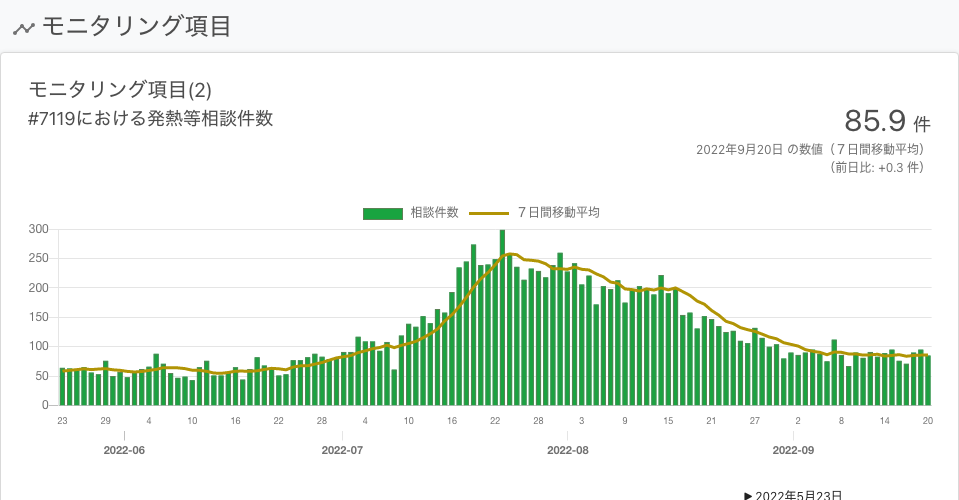 モニタリング項目
モニタリング項目(2)
#7119における発熱等相談件数
85.9 件
2022年9月20日 の数値（７日間移動平均）
（前日比: +0.3 件）
相談件数 ７日間移動平均
300
250
200
150
100
50
0
23 29 4 10 16 22 28 4 10 16 22 28 3 9 15 21 27 2 8 14 20
2022-06 2022-07 2022-08 2022-09
▶ 2022年5月23日